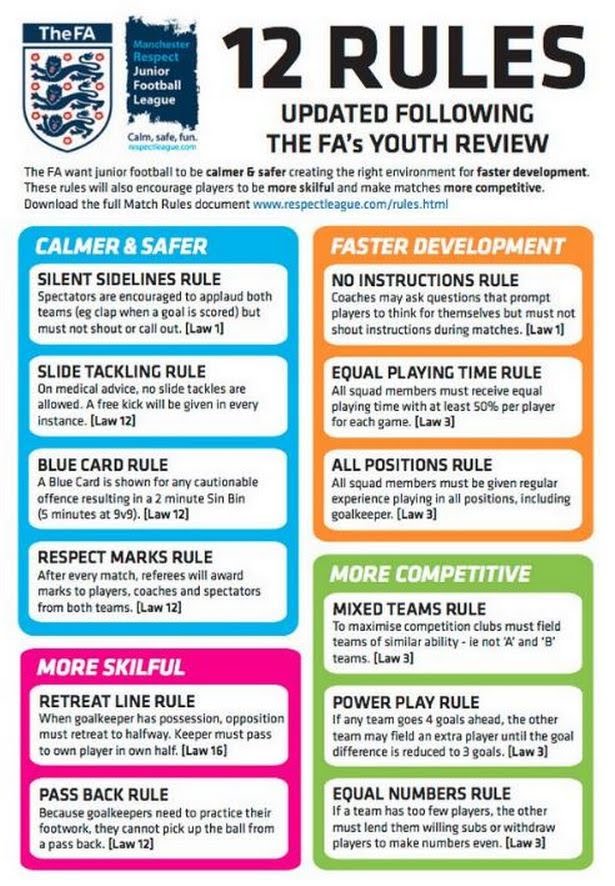 TheFA
Manchester
Respect
Junior
Football
League
Calm, safe, fun.
respectleague.com
12 RULES
UPDATED FOLLOWING
THE FA's YOUTH REVIEW
The FA want junior football to be calmer & safer creating the right environment for faster development.
These rules will also encourage players to be more skilful and make matches more competitive.
Download the full Match Rules document www.respectleague.com/rules.html
CALMER & SAFER
SILENT SIDELINES RULE
Spectators are encouraged to applaud both
teams (eg clap when a goal is scored) but
must not shout or call out. [Law 1]
SLIDE TACKLING RULE
On medical advice, no slide tackles are
allowed. A free kick will be given in every
instance. [Law 12]
BLUE CARD RULE
A Blue Card is shown for any cautionable
offence resulting in a 2 minute Sin Bin
(5 minutes at 9v9). [Law 12]
RESPECT MARKS RULE
After every match, referees will award
marks to players, coaches and spectators
from both teams. [Law 12]
MORE SKILFUL
RETREAT LINE RULE
When goalkeeper has possession, opposition
must retreat to halfway. Keeper must pass
to own player in own half. [Law 16]
PASS BACK RULE
Because goalkeepers need to practice their
footwork, they cannot pick up the ball from
a pass back. [Law 12]
FASTER DEVELOPMENT
NO INSTRUCTIONS RULE
Coaches may ask questions that prompt
players to think for themselves but must not
shout instructions during matches. [Law 1]
EQUAL PLAYING TIME RULE
All squad members must receive equal
playing time with at least 50% per player
for each game. [Law 3]
ALL POSITIONS RULE
All squad members must be given regular
experience playing in all positions, including
goalkeeper. [Law 3]
MORE COMPETITIVE
MIXED TEAMS RULE
To maximise competition clubs must field
teams of similar ability - ie not 'A' and 'B'
teams. [Law 3]
POWER PLAY RULE
If any team goes 4 goals ahead, the other
team may field an extra player until the goal
difference is reduced to 3 goals. [Law 3]
EQUAL NUMBERS RULE
If a team has too few players, the other
must lend them willing subs or withdraw
players to make numbers even. [Law 3]